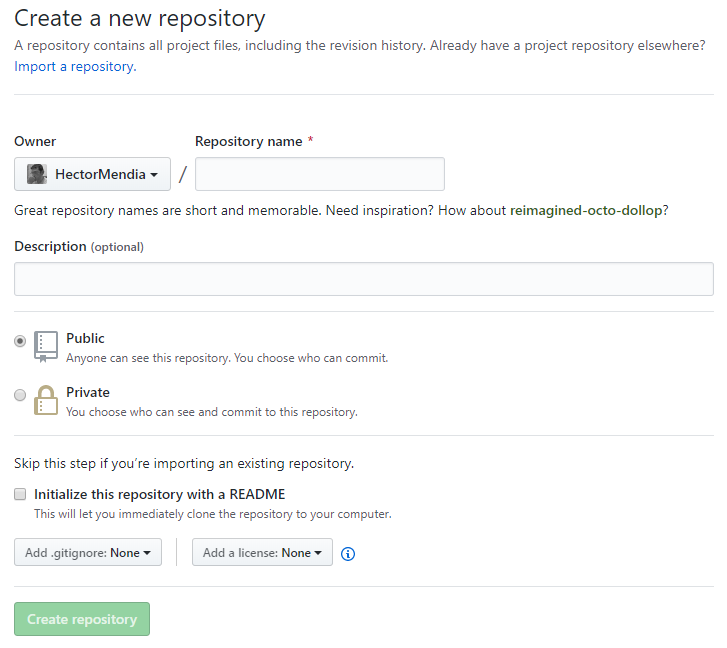 Create a new repository
A repository contains all project files, including the revision history. Already have a project repository elsewhere?
Import a repository.
Owner
Repository name *
HectorMendia /
Great repository names are short and memorable. Need inspiration? How about reimagined-octo-dollop?
Description (optional)
Public
Anyone can see this repository. You choose who can commit.
Private
You choose who can see and commit to this repository.
Skip this step if you’re importing an existing repository.
Initialize this repository with a README
This will let you immediately clone the repository to your computer.
Add .gitignore: None
Add a license: None
Create repository